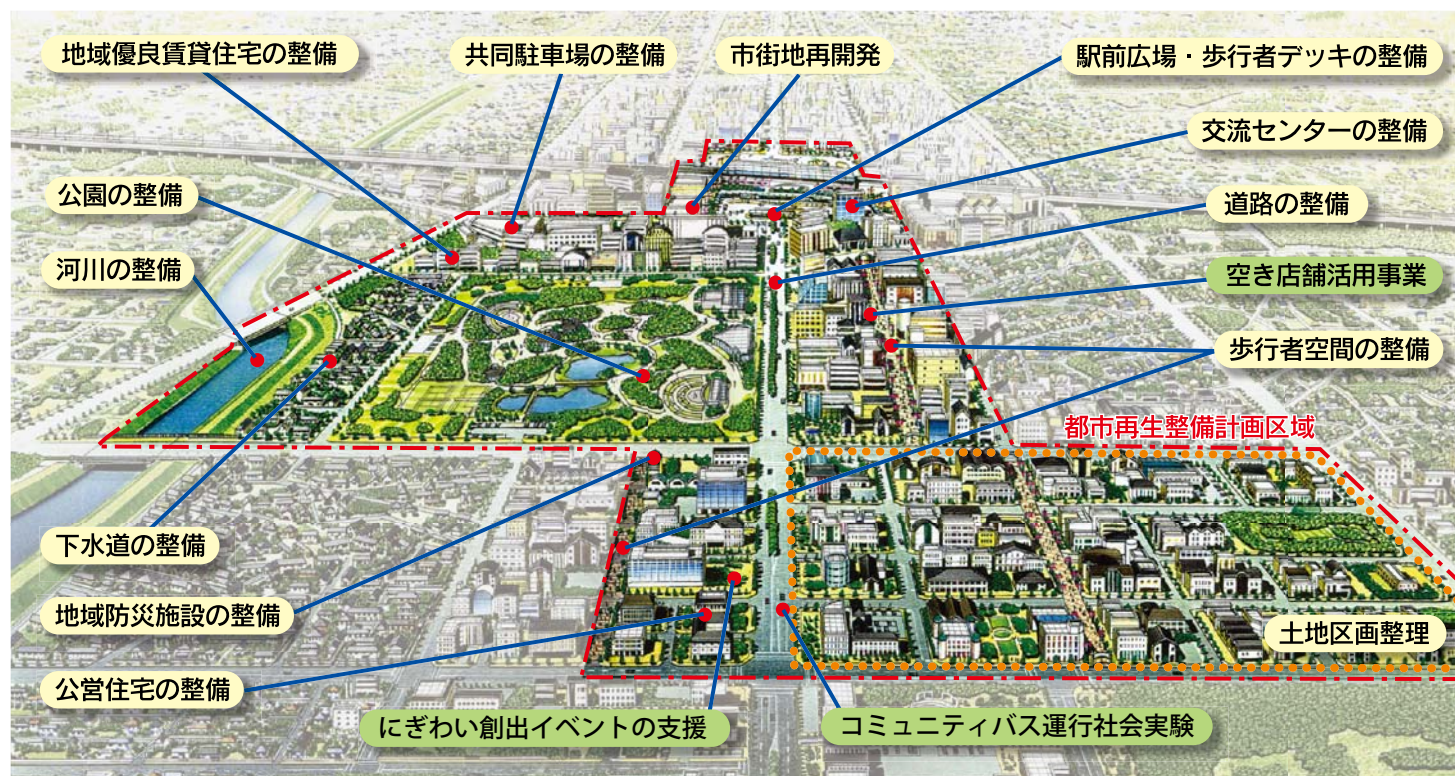 地域優良賃貸住宅の整備
共同駐車場の整備
市街地再開発
駅前広場・歩行者デッキの整備
交流センターの整備
公園の整備
道路の整備
河川の整備
空き店舗活用事業
歩行者空間の整備
都市再生整備計画区域
下水道の整備
地域防災施設の整備
土地区画整理
公営住宅の整備
にぎわい創出イベントの支援
コミュニティバス運行社会実験